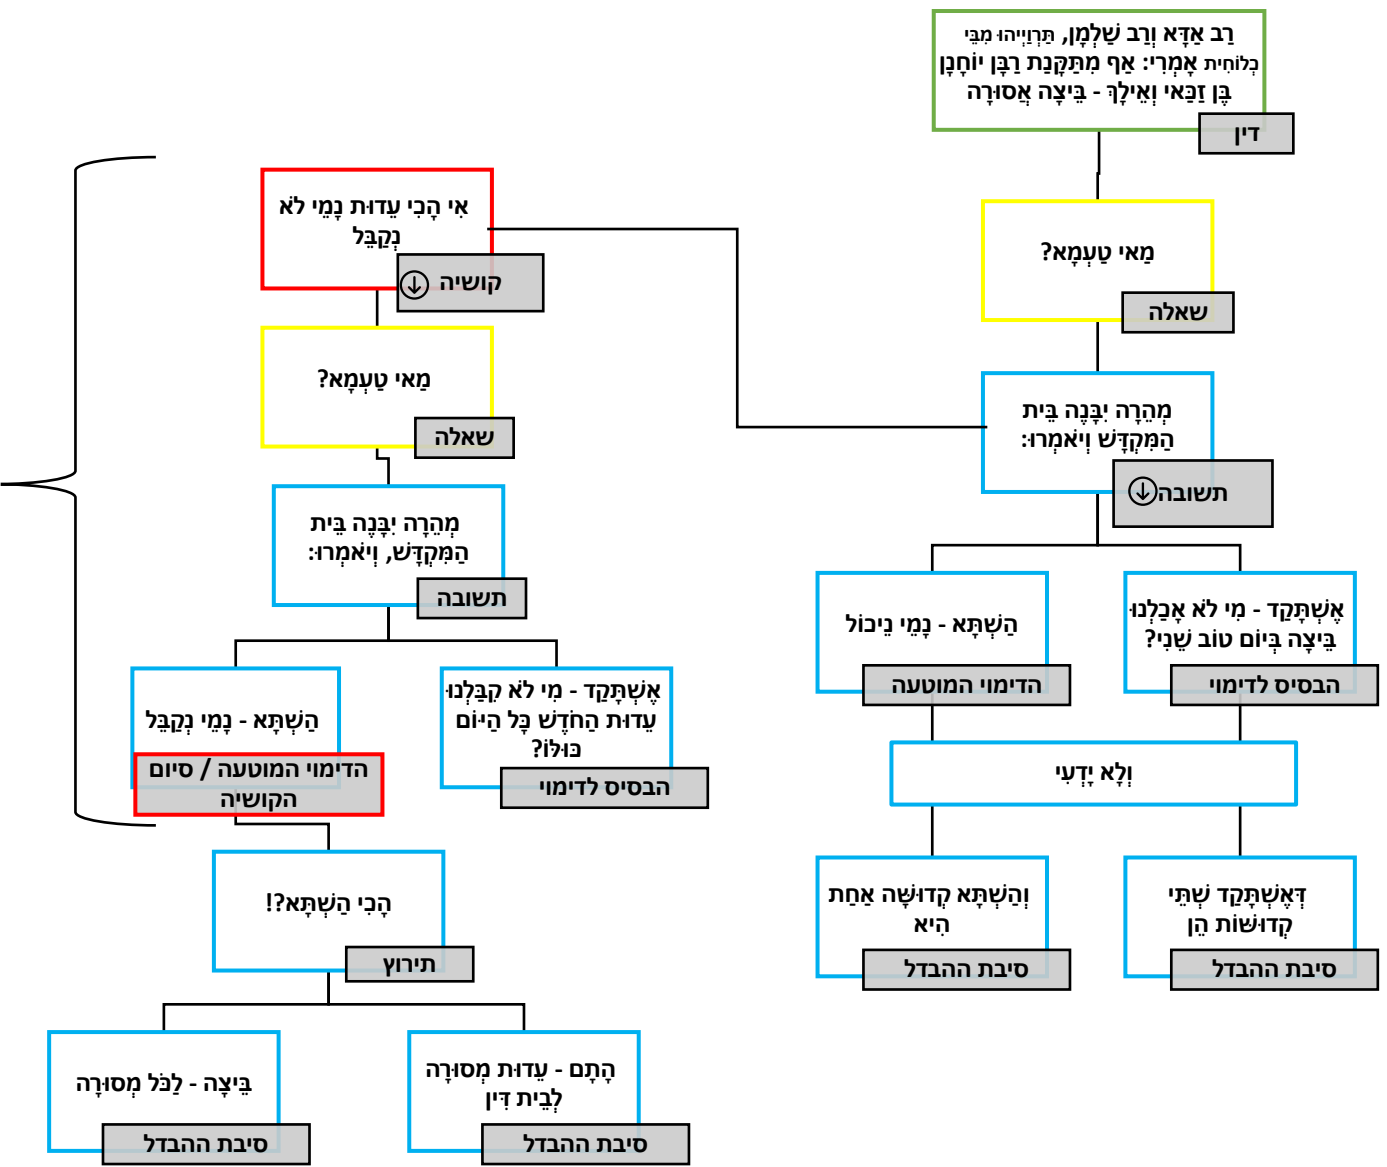 רַב אַדָּא וְרַב שַׁלְמָן, תַּרְוַיְיהוּ מִבֵּי
כְלוֹחִית אָמְרִי: אַף מִתַּקָּנַת רַבָּן יוֹחָנָן
בֶּן זַכַּאי וְאֵילָךְ - בֵּיצָה אֲסוּרָה
דין
מַאי טַעְמָא?
שאלה
מְהֵרָה יִבָּנֶה בֵּית
הַמִּקְדָּשׁ וְיֹאמְרוּ:
תשובה
אֶשְׁתָּקַד - מִי לֹא אָכַלְנוּ
בֵּיצָה בְּיוֹם טוֹב שֵׁנִי?
הבסיס לדימוי
הַשְׁתָּא - נָמֵי נֵיכוֹל
הדימוי המוטעה
וְלָא יָדְעִי
דְּאֶשְׁתָּקַד שְׁתֵּי
קְדוּשּׁוֹת הֵן
סיבת ההבדל
וְהַשְׁתָּא קְדוּשָּׁה אַחַת
הִיא
סיבת ההבדל
אִי הָכִי עֵדוּת נָמֵי לֹא
נְקַבֵּל
קושיה
מַאי טַעְמָא?
שאלה
מְהֵרָה יִבָּנֶה בֵּית
הַמִּקְדָּשׁ, וְיֹאמְרוּ:
תשובה
אֶשְׁתָּקַד - מִי לֹא קִבַּלְנוּ
עֵדוּת הַחֹדֶשׁ כָּל הַיּוֹם
כּוּלּוֹ?
הבסיס לדימוי
הַשְׁתָּא - נָמֵי נְקַבֵּל
הדימוי המוטעה / סיום
הקושיה
הָכִי הַשְׁתָּא?!
תירוץ
הָתָם - עֵדוּת מְסוּרָה
לְבֵית דִּין
סיבת ההבדל
בֵּיצָה - לַכֹּל מְסוּרָה
סיבת ההבדל